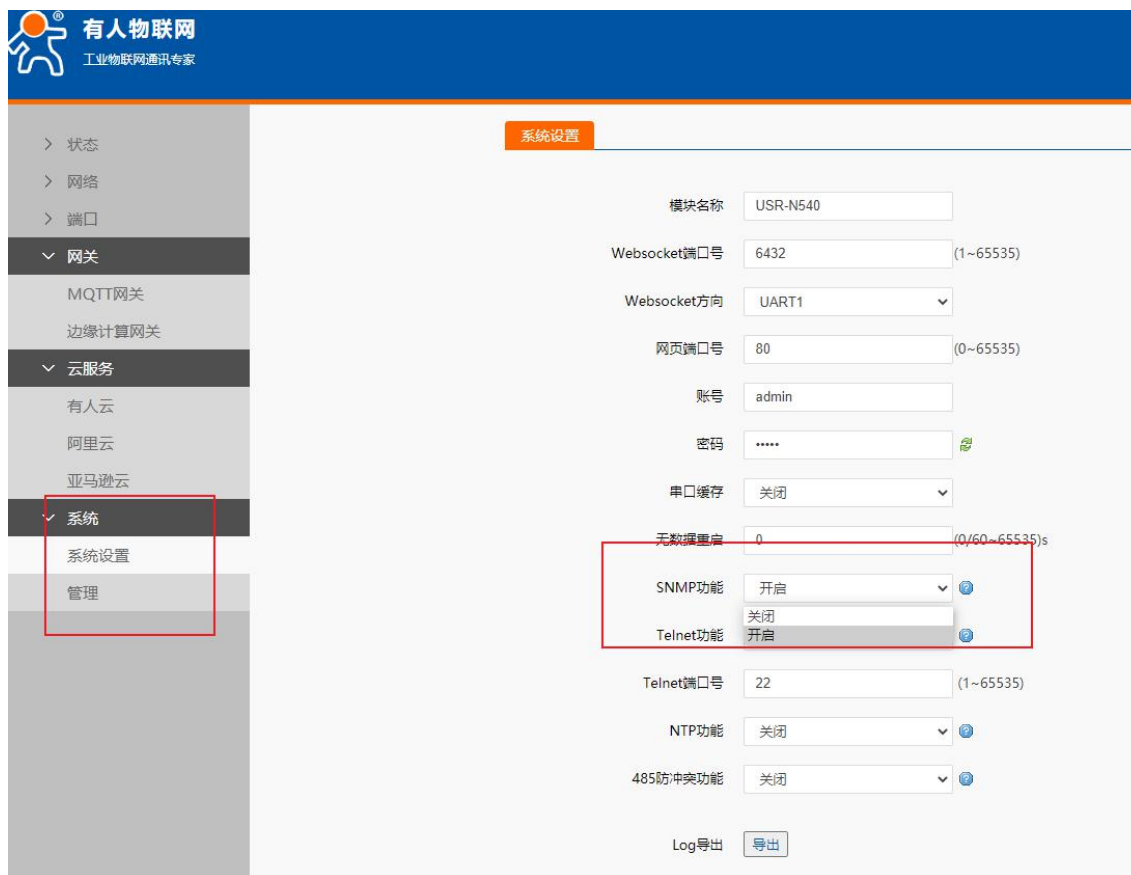 有人物联网
工业物联网通讯专家
状态
网络
端口
网关
MQTT网关
边缘计算网关
云服务
有人云
阿里云
亚马逊云
系统
系统设置
管理
系统设置
模块名称 USR-N540
Websocket端口号 6432 (1~65535)
Websocket方向 UART1
网页端口号 80 (0~65535)
账号 admin
密码 •••••
串口缓存 关闭
无数据重启 0 (0/60~65535)s
SNMP功能 开启
关闭
Telnet功能 开启
Telnet端口号 22 (1~65535)
NTP功能 关闭
485防冲突功能 关闭
Log导出 导出